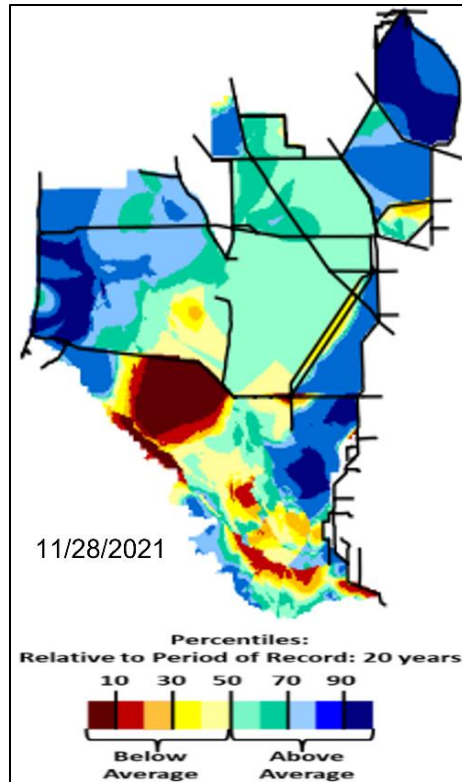 11/28/2021
Percentiles:
Relative to Period of Record: 20 years
10 30 50 70 90
Below Above
Average Average